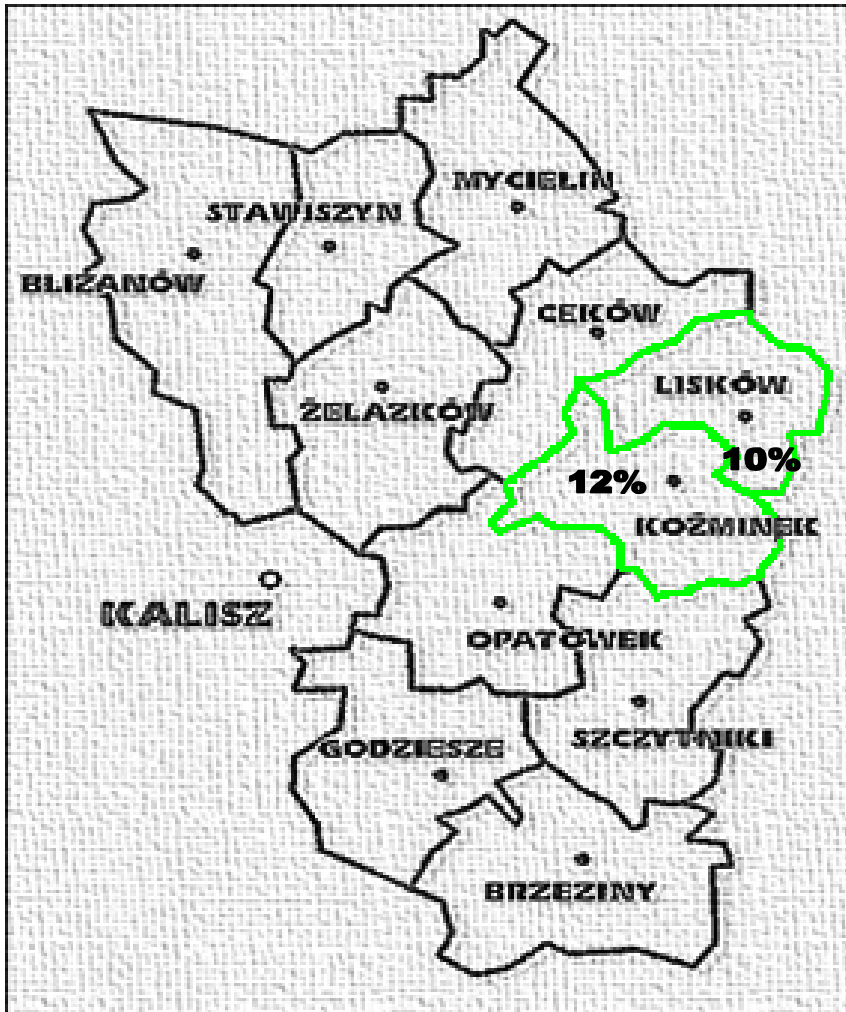 MYCIELIN
STAWISZYN
BLIŻANÓW
CEKÓW
LISKÓW
ŻELAZKÓW
10%
12%
KOŹMINEK
KALISZ
OPATÓWEK
SZCZYTNIKI
GODZIESZE
BRZEZINY